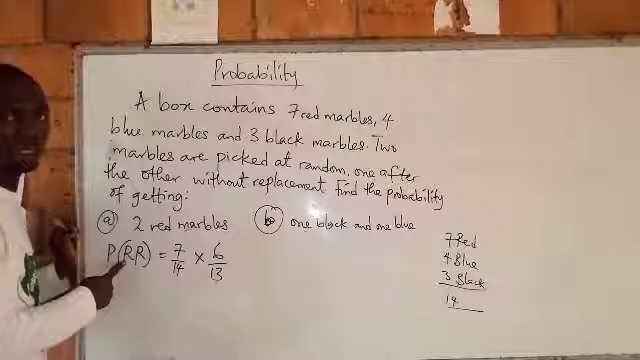 Probability
A box contains 7 red marbles, 4
blue marbles and 3 black marbles. Two
marbles are picked at random, one after
the other without replacement find the probability
of getting:
(a) 2 red marbles
(b) one black and one blue
P(RR) = 7/14 × 6/13
7 Red
4 Blue
3 Black
14